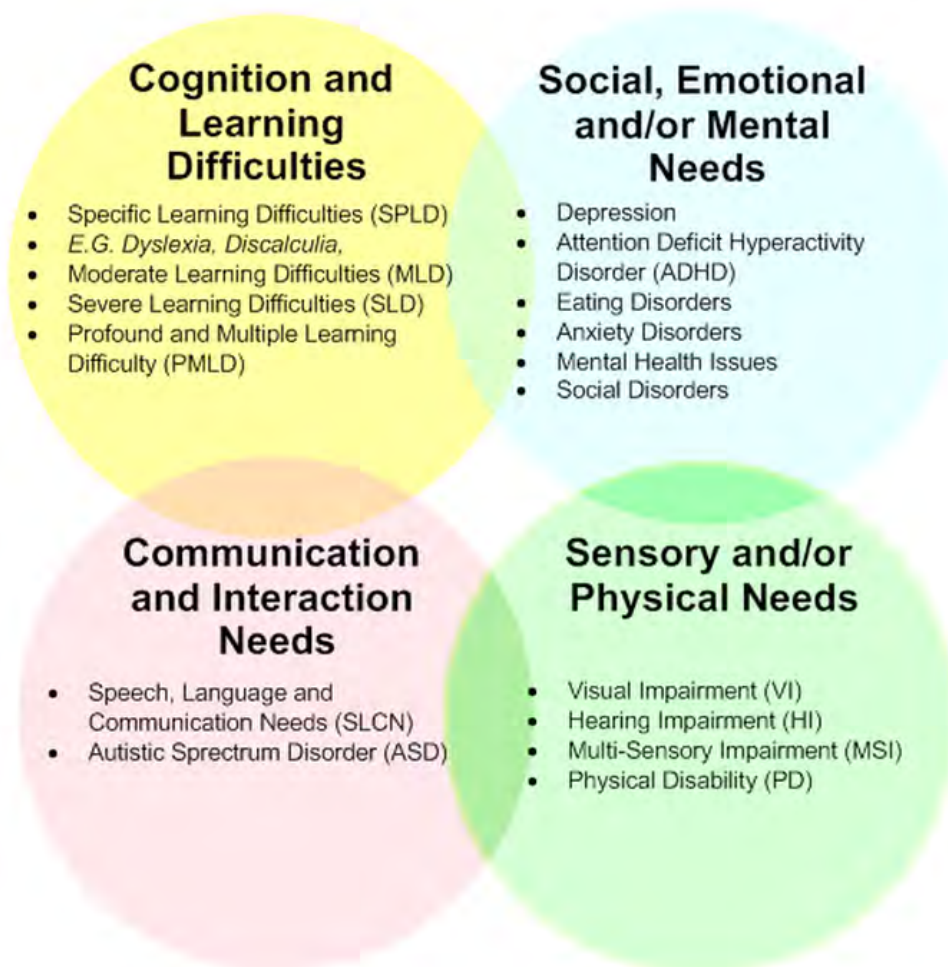 Cognition and
Learning
Difficulties
• Specific Learning Difficulties (SPLD)
• E.G. Dyslexia, Discalculia,
• Moderate Learning Difficulties (MLD)
• Severe Learning Difficulties (SLD)
• Profound and Multiple Learning
Difficulty (PMLD)
Social, Emotional
and/or Mental
Needs
• Depression
• Attention Deficit Hyperactivity
Disorder (ADHD)
• Eating Disorders
• Anxiety Disorders
• Mental Health Issues
• Social Disorders
Communication
and Interaction
Needs
• Speech, Language and
Communication Needs (SLCN)
• Autistic Sprectrum Disorder (ASD)
Sensory and/or
Physical Needs
• Visual Impairment (VI)
• Hearing Impairment (HI)
• Multi-Sensory Impairment (MSI)
• Physical Disability (PD)